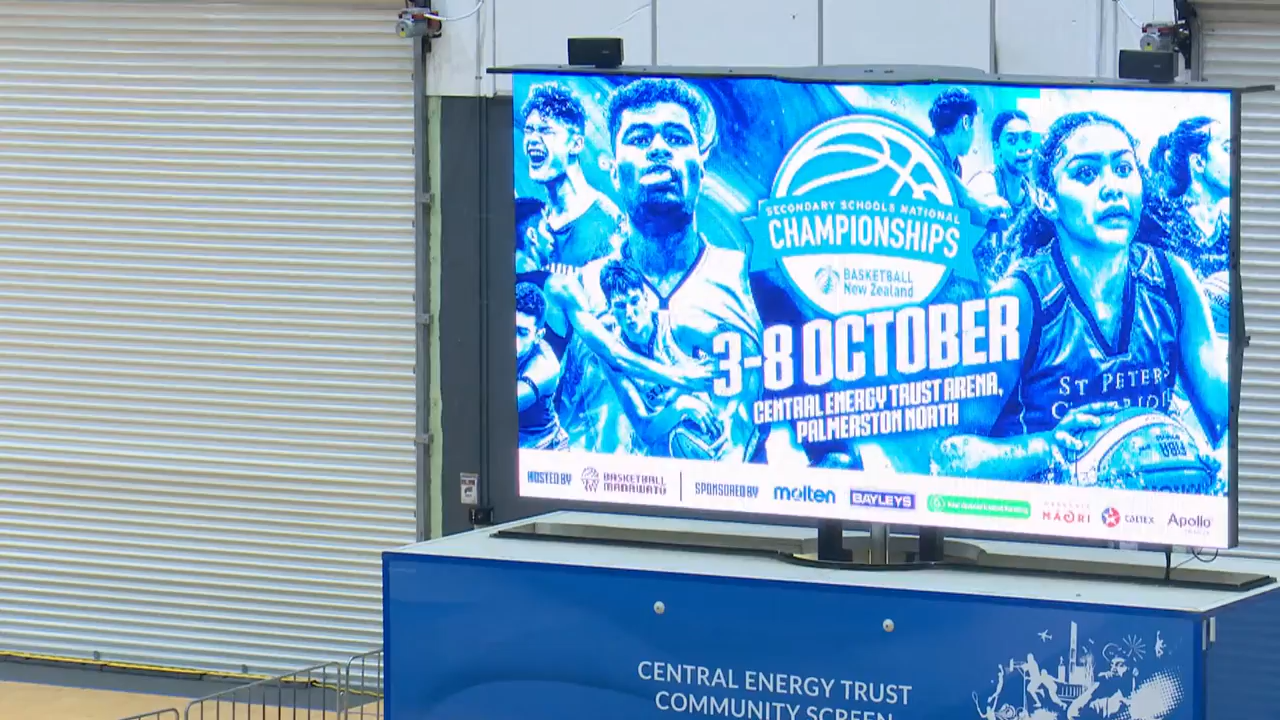 SECONDARY SCHOOLS NATIONAL
CHAMPIONSHIPS
BASKETBALL
New Zealand
3-8 OCTOBER
CENTRAL ENERGY TRUST ARENA,
PALMERSTON NORTH
ST PETER'S
HOSTED BY
BASKETBALL
MANAWATU
SPONSORED BY
molten
BAYLEYS
MĀORI
CALTEX
Apollo
CENTRAL ENERGY TRUST
COMMUNITY SCREEN